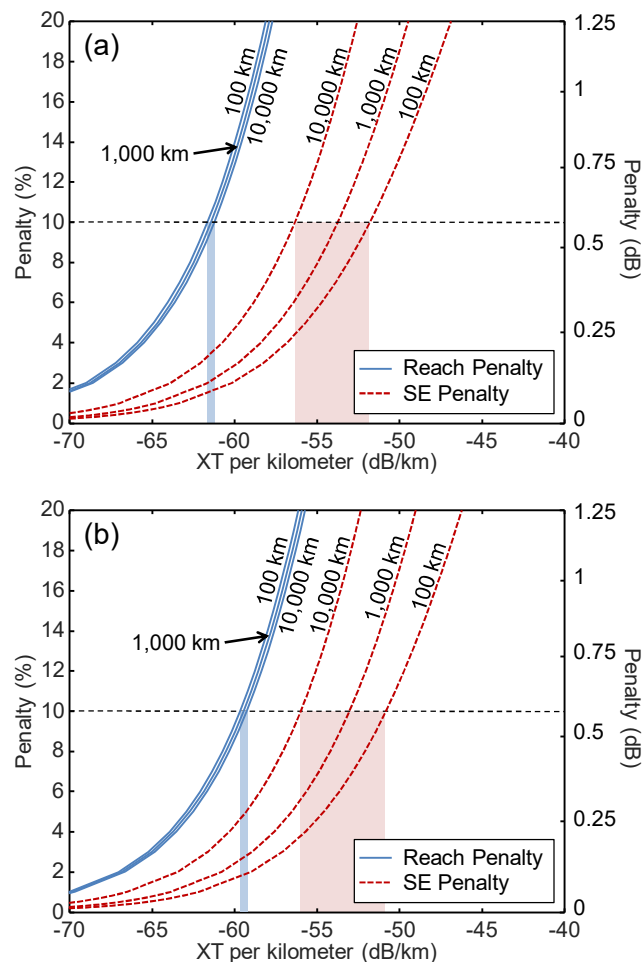 (a)
20
18
16
14
12
10
8
6
4
2
0
Penalty (%)
1.25
1
0.75
0.5
0.25
0
Penalty (dB)
100 km
10,000 km
1,000 km
10,000 km
1,000 km
100 km
Reach Penalty
SE Penalty
-70 -65 -60 -55 -50 -45 -40
XT per kilometer (dB/km)
(b)
20
18
16
14
12
10
8
6
4
2
0
Penalty (%)
1.25
1
0.75
0.5
0.25
0
Penalty (dB)
100 km
10,000 km
1,000 km
10,000 km
1,000 km
100 km
Reach Penalty
SE Penalty
-70 -65 -60 -55 -50 -45 -40
XT per kilometer (dB/km)